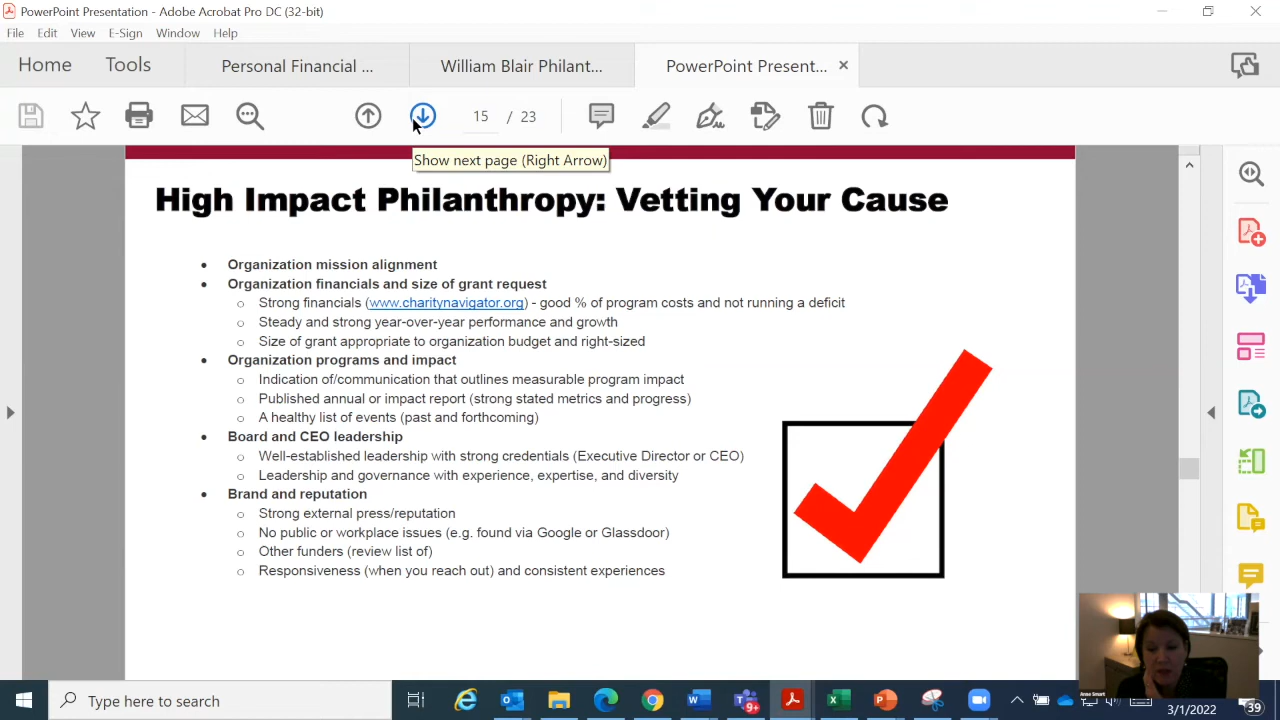 PowerPoint Presentation - Adobe Acrobat Pro DC (32-bit)
File Edit View E-Sign Window Help
Home Tools Personal Financial ... William Blair Philant... PowerPoint Present...
15 / 23
Show next page (Right Arrow)
High Impact Philanthropy: Vetting Your Cause
• Organization mission alignment
• Organization financials and size of grant request
o Strong financials (www.charitynavigator.org) - good % of program costs and not running a deficit
o Steady and strong year-over-year performance and growth
o Size of grant appropriate to organization budget and right-sized
• Organization programs and impact
o Indication of/communication that outlines measurable program impact
o Published annual or impact report (strong stated metrics and progress)
o A healthy list of events (past and forthcoming)
• Board and CEO leadership
o Well-established leadership with strong credentials (Executive Director or CEO)
o Leadership and governance with experience, expertise, and diversity
• Brand and reputation
o Strong external press/reputation
o No public or workplace issues (e.g. found via Google or Glassdoor)
o Other funders (review list of)
o Responsiveness (when you reach out) and consistent experiences
Anne Smart
Type here to search
9+
3/1/2022
39